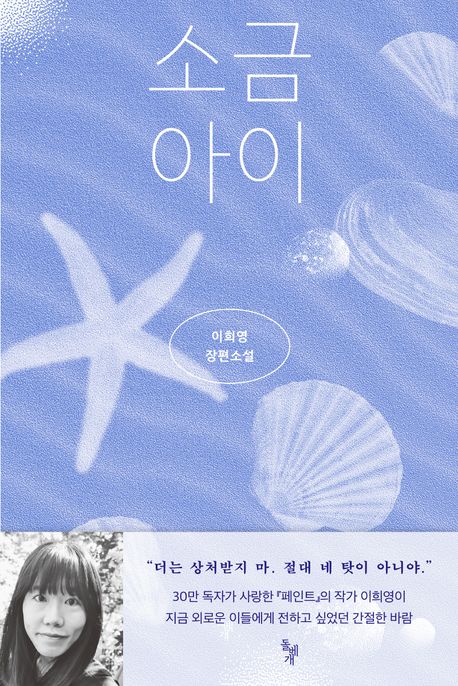 소금
아이
이희영
장편소설
“더는 상처받지 마. 절대 네 탓이 아니야.”
30만 독자가 사랑한 『페인트』의 작가 이희영이
지금 외로운 이들에게 전하고 싶었던 간절한 바람
돌베개